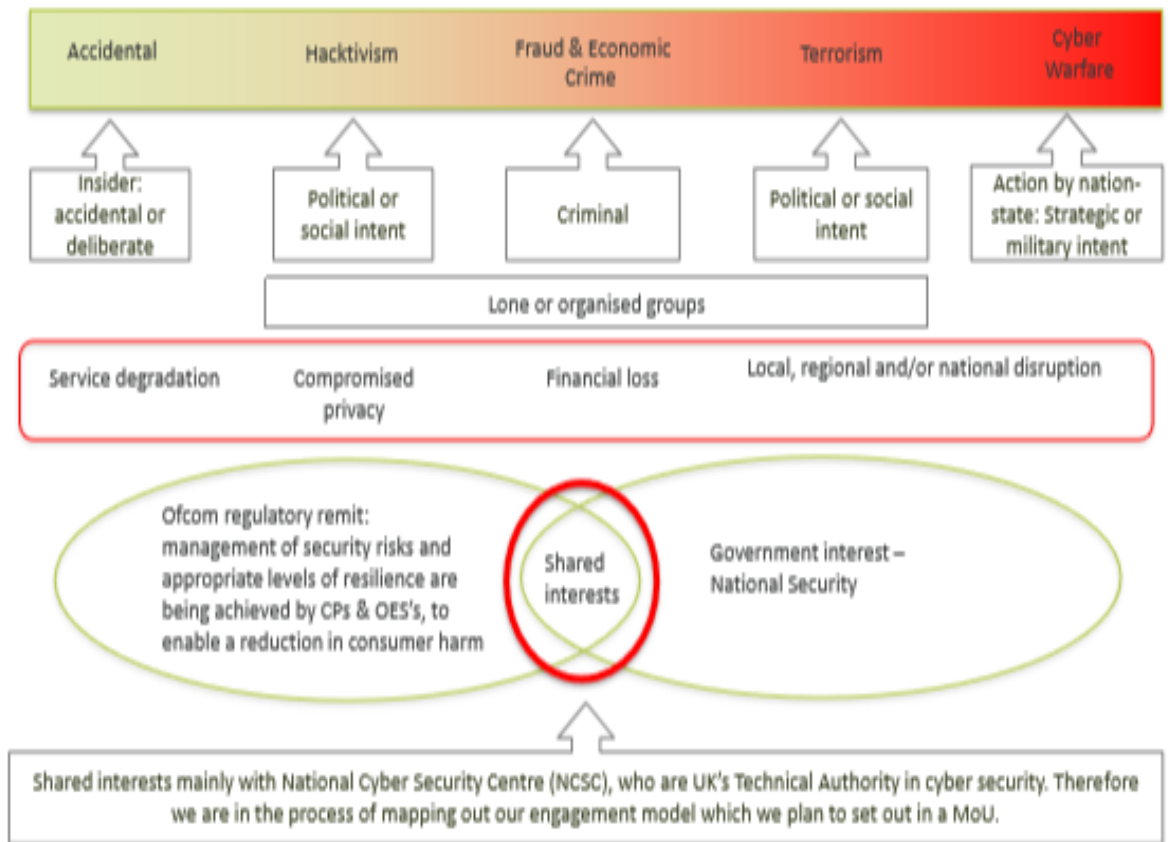 Accidental
Hacktivism
Fraud & Economic
Crime
Terrorism
Cyber
Warfare
Insider:
accidental or
deliberate
Political or
social intent
Criminal
Political or social
intent
Action by nation-
state: Strategic or
military intent
Lone or organised groups
Service degradation
Compromised
privacy
Financial loss
Local, regional and/or national disruption
Ofcom regulatory remit:
management of security risks and
appropriate levels of resilience are
being achieved by CPs & OES's, to
enable a reduction in consumer harm
Shared
interests
Government interest –
National Security
Shared interests mainly with National Cyber Security Centre (NCSC), who are UK's Technical Authority in cyber security. Therefore
we are in the process of mapping out our engagement model which we plan to set out in a MoU.